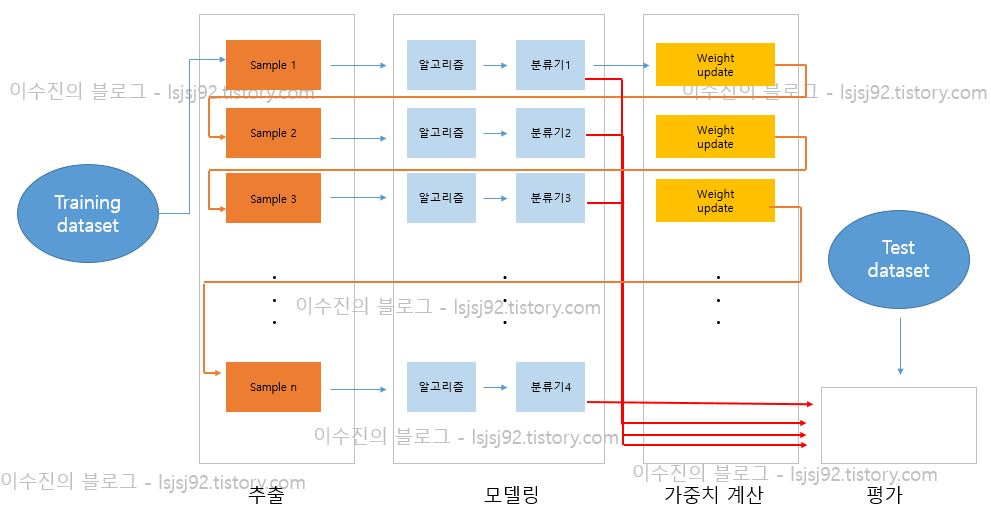 Sample 1
알고리즘
분류기1
Weight
update
이수진의 블로그 - lsjsj92.tistory.com
이수진의 블로그 - lsjsj92.tistory.com
Sample 2
알고리즘
분류기2
Weight
update
Training
dataset
Sample 3
알고리즘
분류기3
Weight
update
Test
dataset
이수진의 블로그 - lsjsj92.tistory.com
Sample n
알고리즘
분류기4
이수진의 블로그 - lsjsj92.tistory.com
이수진의 블로그 - lsjsj92.tistory.com
이수진의 블로그 - lsjsj92.tistory.com
추출
모델링
가중치 계산
평가